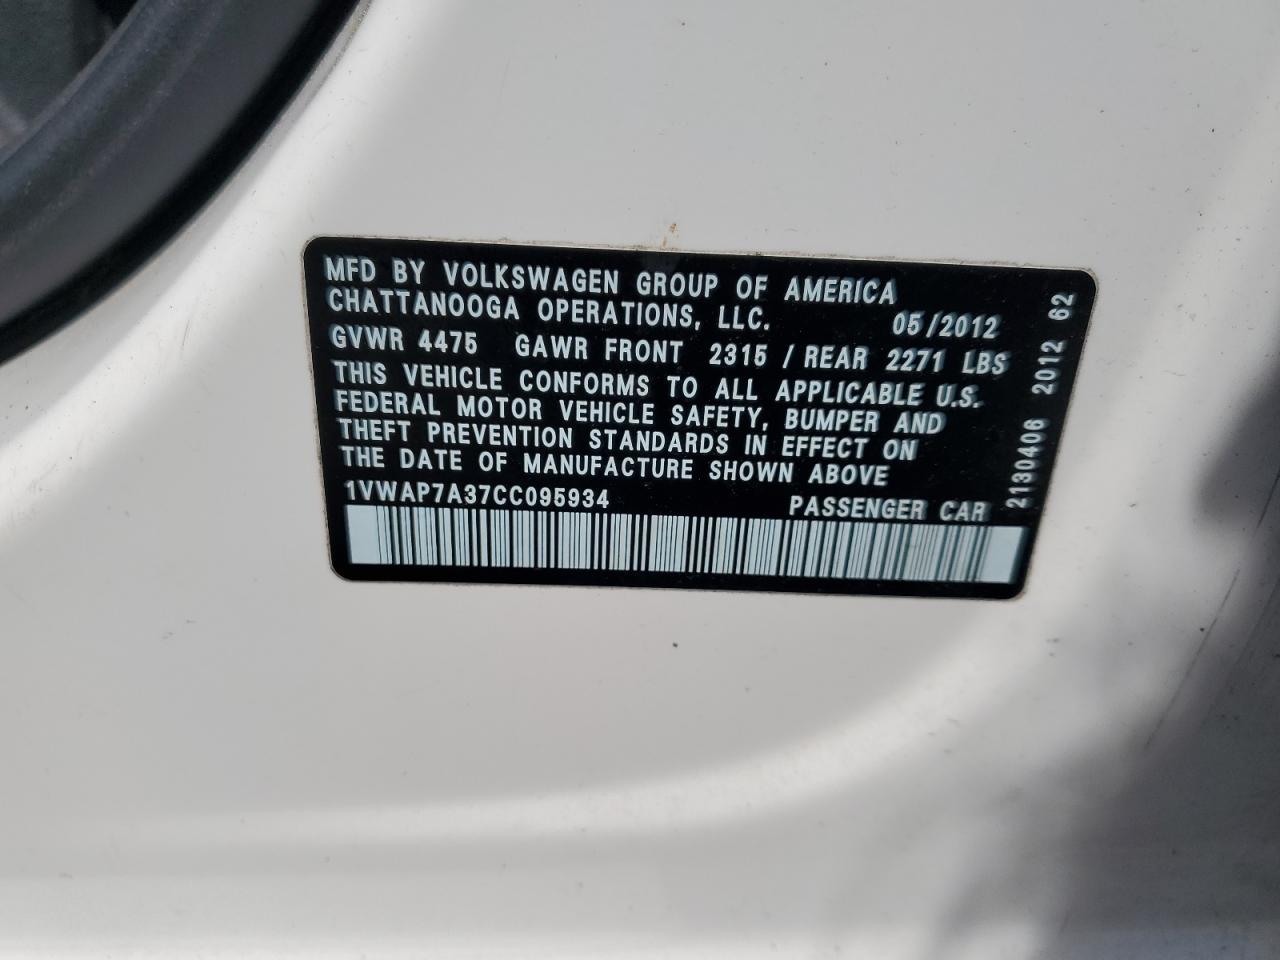 MFD BY VOLKSWAGEN GROUP OF AMERICA
CHATTANOOGA OPERATIONS, LLC. 05/2012
GVWR 4475 GAWR FRONT 2315 / REAR 2271 LBS
THIS VEHICLE CONFORMS TO ALL APPLICABLE U.S.
FEDERAL MOTOR VEHICLE SAFETY, BUMPER AND
THEFT PREVENTION STANDARDS IN EFFECT ON
THE DATE OF MANUFACTURE SHOWN ABOVE
1VWAP7A37CC095934 PASSENGER CAR
2130406 2012 62